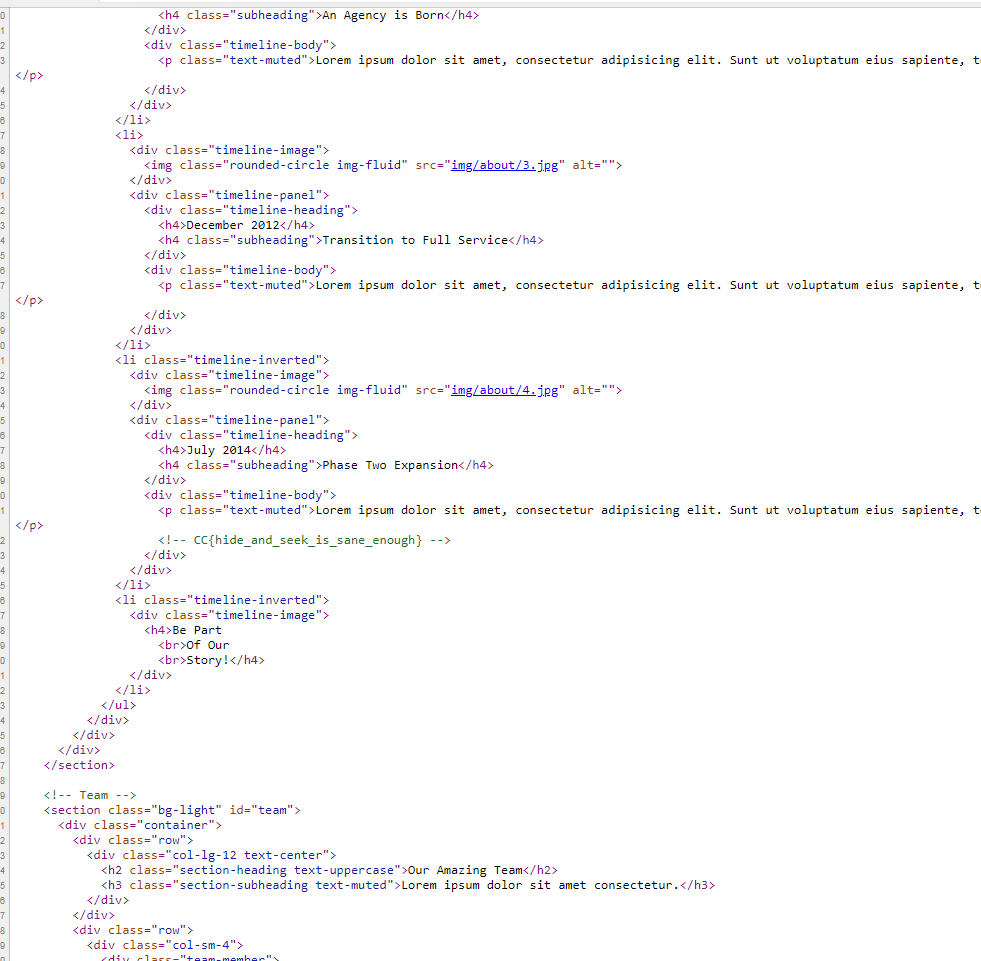 0 <h4 class="subheading">An Agency is Born</h4>
1 </div>
2 <div class="timeline-body">
3 <p class="text-muted">Lorem ipsum dolor sit amet, consectetur adipisicing elit. Sunt ut voluptatum eius sapiente, t
</p>
4 </div>
5 </div>
6 </li>
7 <li>
8 <div class="timeline-image">
9 <img class="rounded-circle img-fluid" src="img/about/3.jpg" alt="">
0 </div>
1 <div class="timeline-panel">
2 <div class="timeline-heading">
3 <h4>December 2012</h4>
4 <h4 class="subheading">Transition to Full Service</h4>
5 </div>
6 <div class="timeline-body">
7 <p class="text-muted">Lorem ipsum dolor sit amet, consectetur adipisicing elit. Sunt ut voluptatum eius sapiente, t
</p>
8 </div>
9 </div>
0 </li>
1 <li class="timeline-inverted">
2 <div class="timeline-image">
3 <img class="rounded-circle img-fluid" src="img/about/4.jpg" alt="">
4 </div>
5 <div class="timeline-panel">
6 <div class="timeline-heading">
7 <h4>July 2014</h4>
8 <h4 class="subheading">Phase Two Expansion</h4>
9 </div>
0 <div class="timeline-body">
1 <p class="text-muted">Lorem ipsum dolor sit amet, consectetur adipisicing elit. Sunt ut voluptatum eius sapiente, t
</p>
2 <!-- CC{hide_and_seek_is_sane_enough} -->
3 </div>
4 </div>
5 </li>
6 <li class="timeline-inverted">
7 <div class="timeline-image">
8 <h4>Be Part
9 <br>Of Our
0 <br>Story!</h4>
1 </div>
2 </li>
3 </ul>
4 </div>
5 </div>
6 </div>
7 </section>
8
9 <!-- Team -->
0 <section class="bg-light" id="team">
1 <div class="container">
2 <div class="row">
3 <div class="col-lg-12 text-center">
4 <h2 class="section-heading text-uppercase">Our Amazing Team</h2>
5 <h3 class="section-subheading text-muted">Lorem ipsum dolor sit amet consectetur.</h3>
6 </div>
7 </div>
8 <div class="row">
9 <div class="col-sm-4">
0 <div class="team-member">